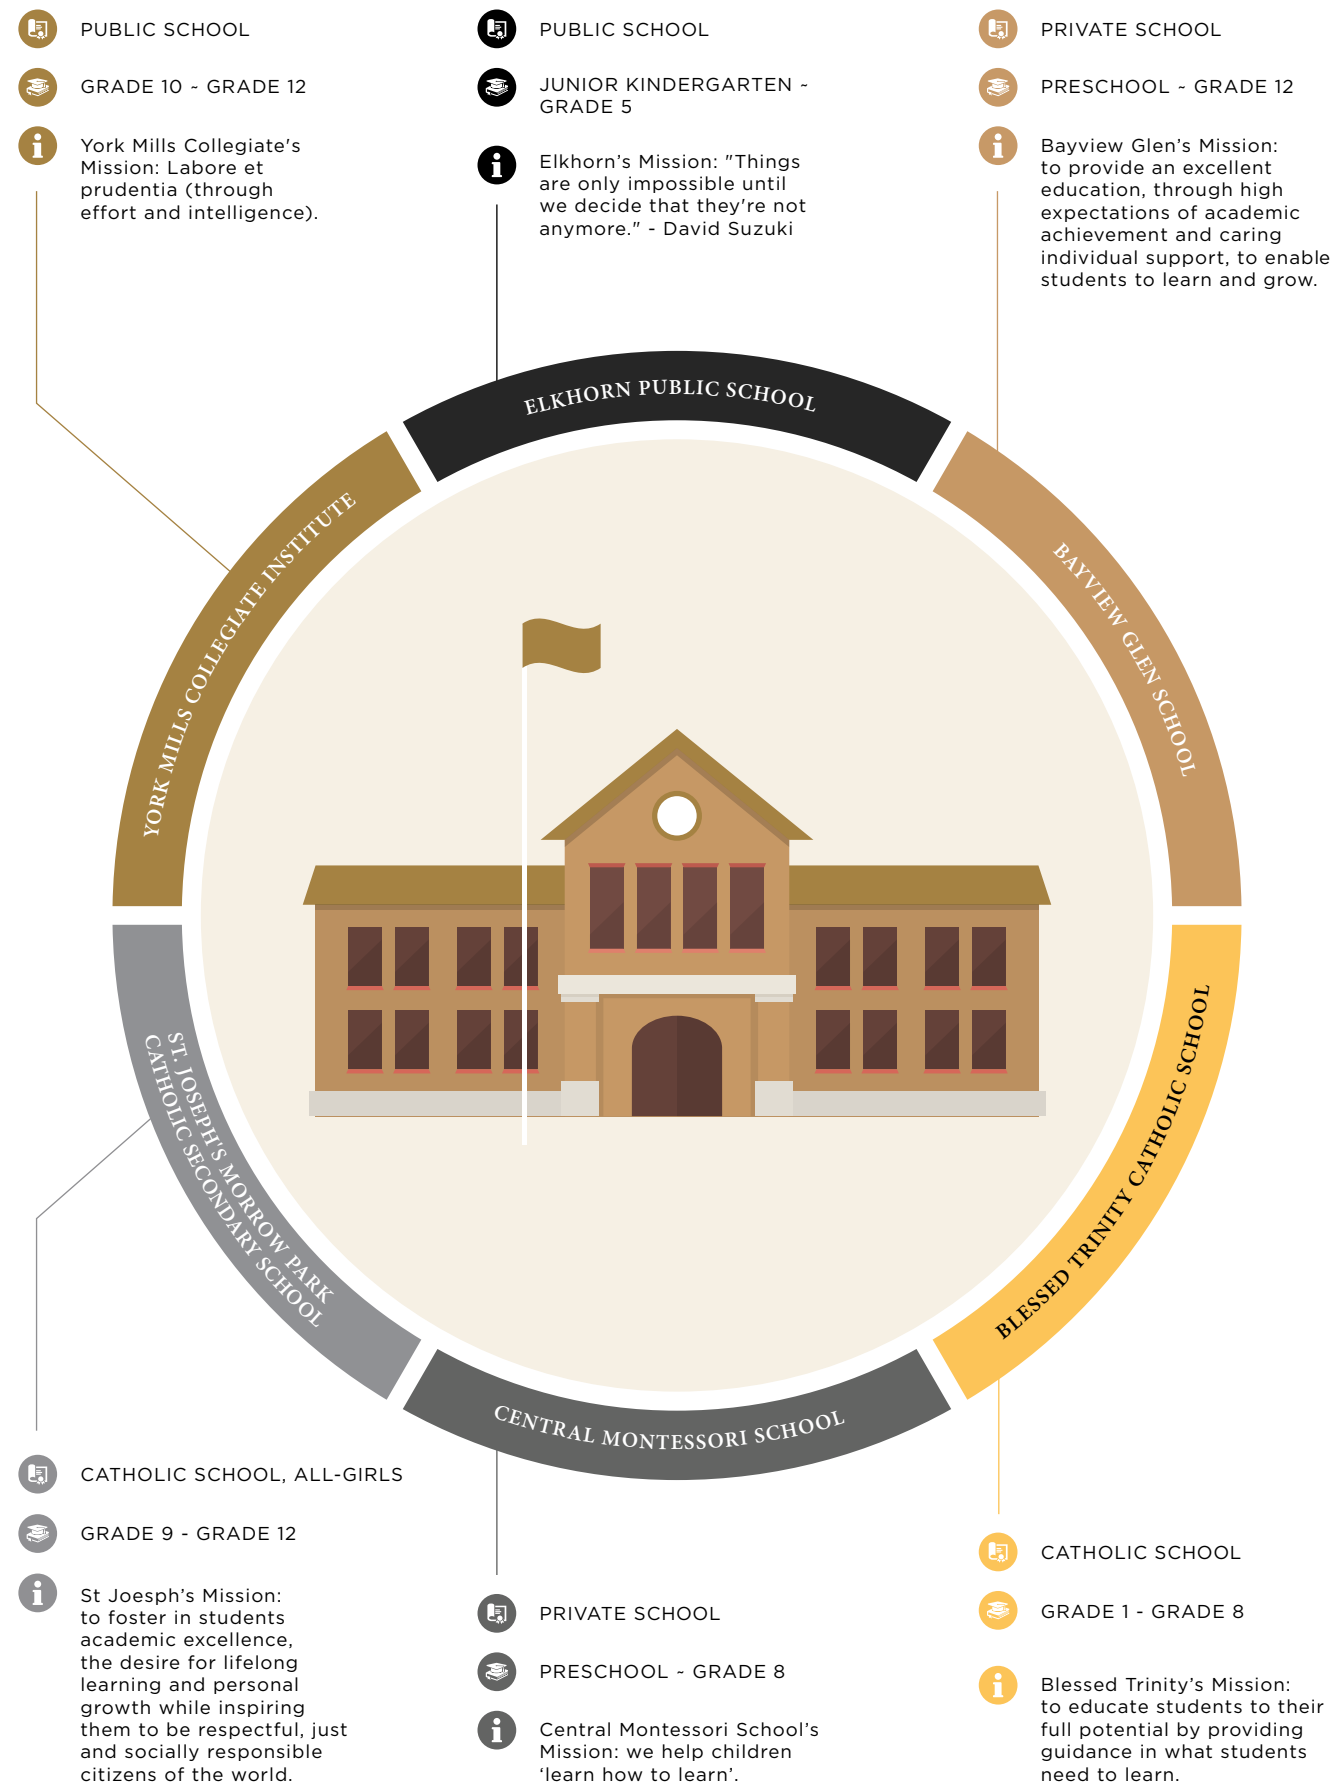 PUBLIC SCHOOL
GRADE 10 ~ GRADE 12
York Mills Collegiate's
Mission: Labore et
prudentia (through
effort and intelligence).
PUBLIC SCHOOL
JUNIOR KINDERGARTEN ~
GRADE 5
Elkhorn’s Mission: "Things
are only impossible until
we decide that they're not
anymore." - David Suzuki
PRIVATE SCHOOL
PRESCHOOL ~ GRADE 12
Bayview Glen’s Mission:
to provide an excellent
education, through high
expectations of academic
achievement and caring
individual support, to enable
students to learn and grow.
ELKHORN PUBLIC SCHOOL
YORK MILLS COLLEGIATE INSTITUTE
BAYVIEW GLEN SCHOOL
ST. JOSEPH'S MORROW PARK
CATHOLIC SECONDARY SCHOOL
BLESSED TRINITY CATHOLIC SCHOOL
CENTRAL MONTESSORI SCHOOL
CATHOLIC SCHOOL, ALL-GIRLS
GRADE 9 - GRADE 12
St Joesph’s Mission:
to foster in students
academic excellence,
the desire for lifelong
learning and personal
growth while inspiring
them to be respectful, just
and socially responsible
citizens of the world.
PRIVATE SCHOOL
PRESCHOOL ~ GRADE 8
Central Montessori School’s
Mission: we help children
‘learn how to learn’.
CATHOLIC SCHOOL
GRADE 1 - GRADE 8
Blessed Trinity’s Mission:
to educate students to their
full potential by providing
guidance in what students
need to learn.